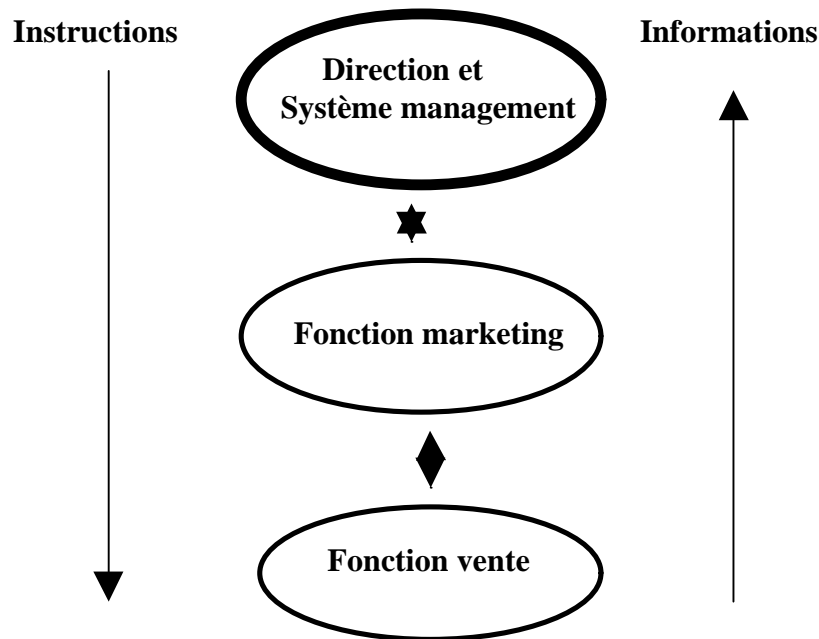 Instructions
Informations
Direction et
Système management
Fonction marketing
Fonction vente